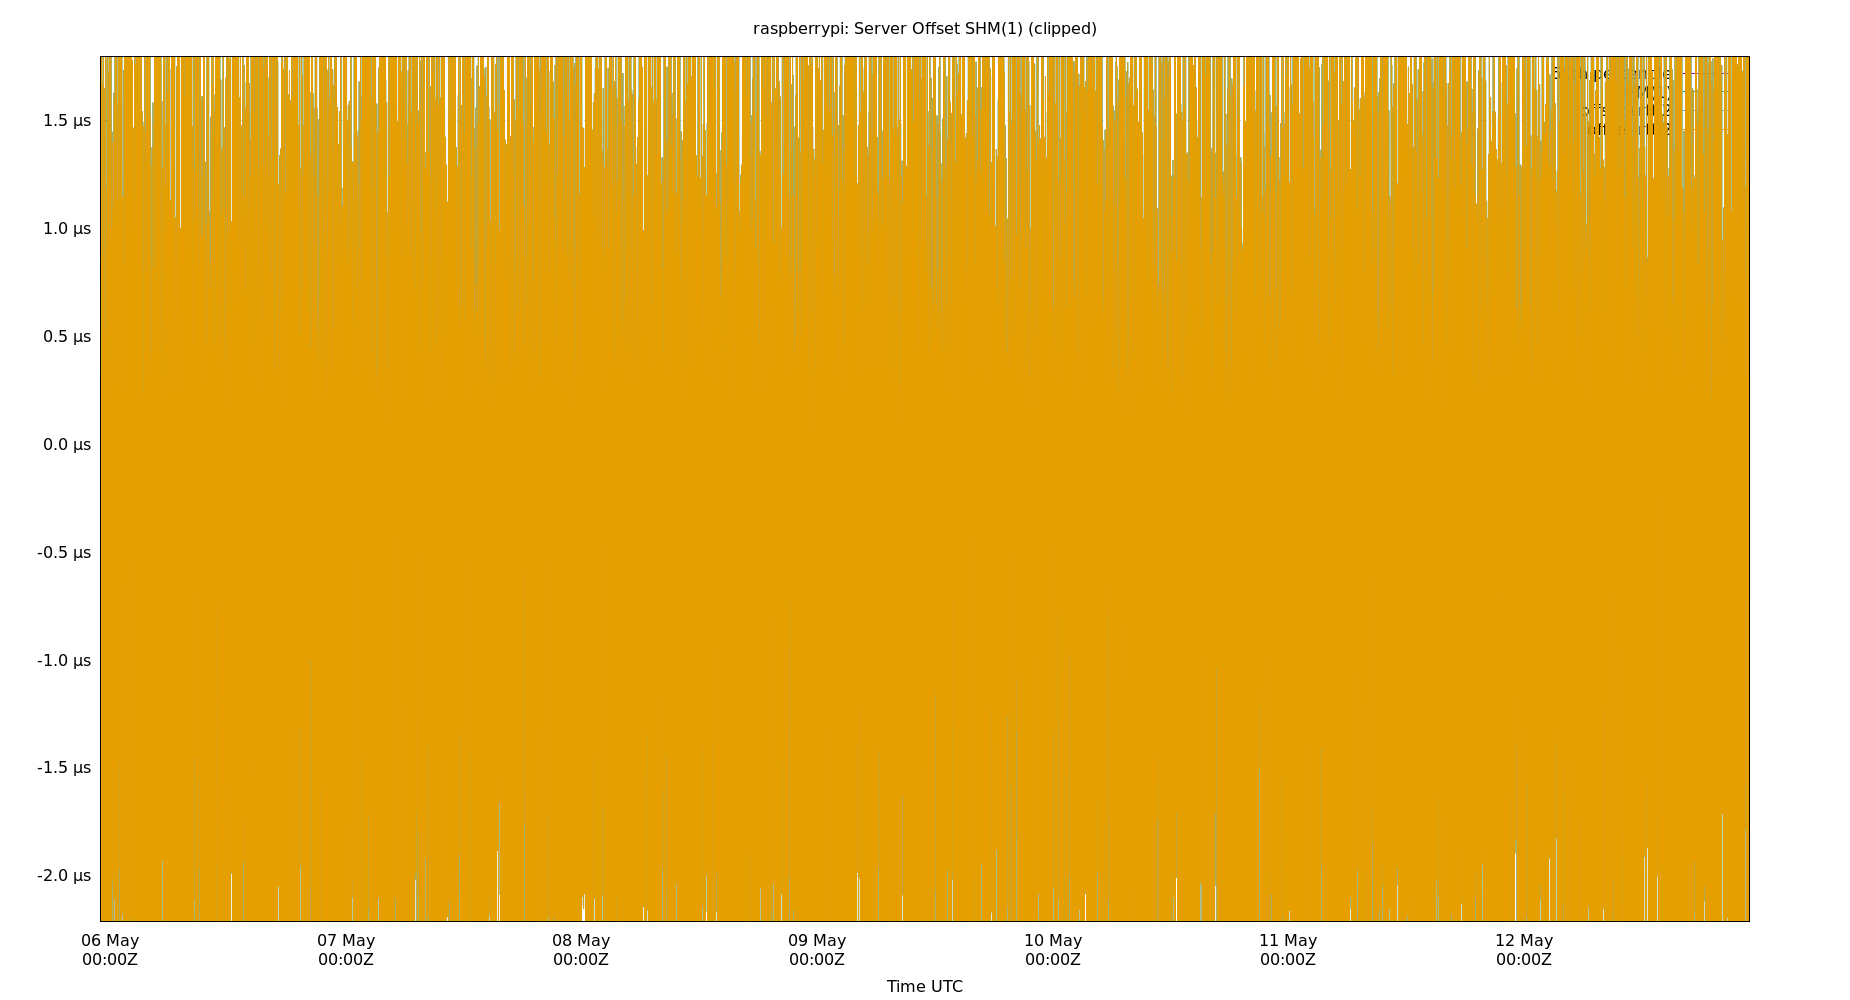 raspberrypi: Server Offset SHM(1) (clipped)
1.5 µs
1.0 µs
0.5 µs
0.0 µs
-0.5 µs
-1.0 µs
-1.5 µs
-2.0 µs
06 May 07 May 08 May 09 May 10 May 11 May 12 May
00:00Z 00:00Z 00:00Z 00:00Z 00:00Z 00:00Z 00:00Z
Time UTC